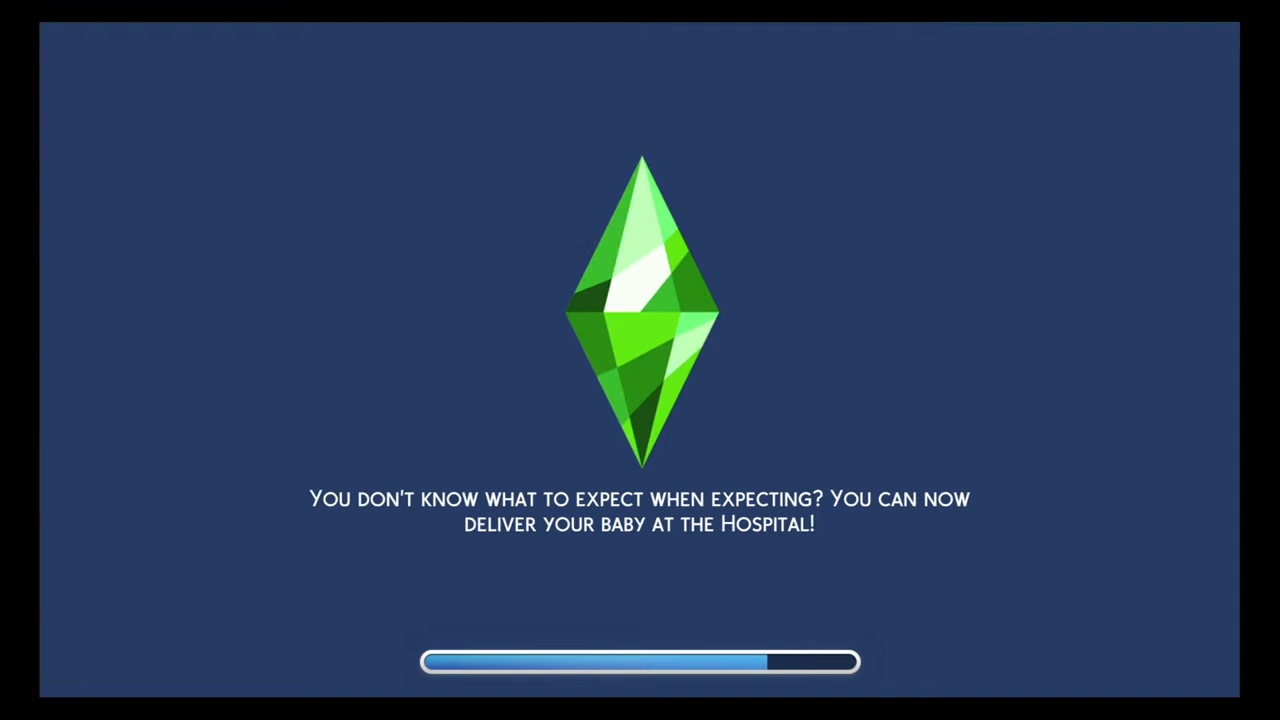 You don't know what to expect when expecting? You can now
deliver your baby at the Hospital!